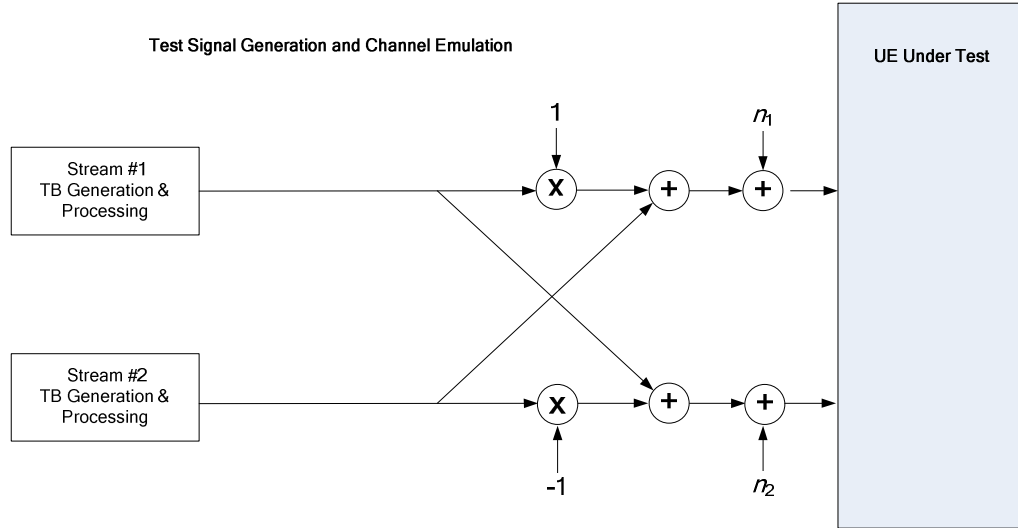 Test Signal Generation and Channel Emulation
UE Under Test
1
n1
Stream #1
TB Generation &
Processing
X
+
+
Stream #2
TB Generation &
Processing
X
+
+
-1
n2